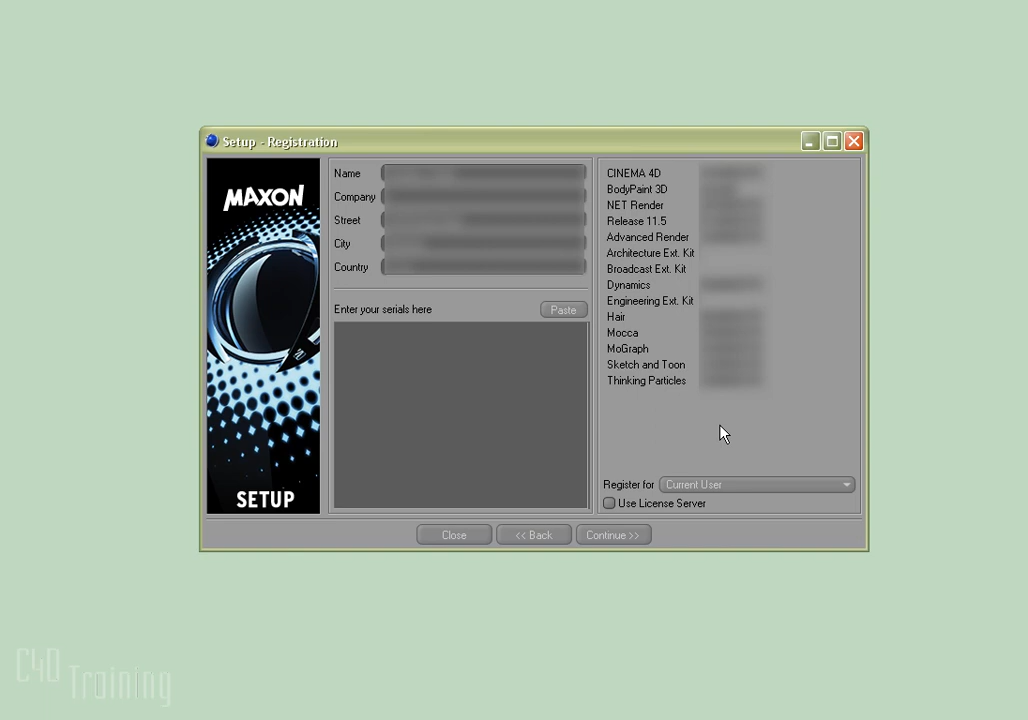 Setup - Registration
MAXON
SETUP
Name
Company
Street
City
Country
Enter your serials here
Paste
CINEMA 4D
BodyPaint 3D
NET Render
Release 11.5
Advanced Render
Architecture Ext. Kit
Broadcast Ext. Kit
Dynamics
Engineering Ext. Kit
Hair
Mocca
MoGraph
Sketch and Toon
Thinking Particles
Register for
Current User
Use License Server
Close
<< Back
Continue >>
C4D
Training